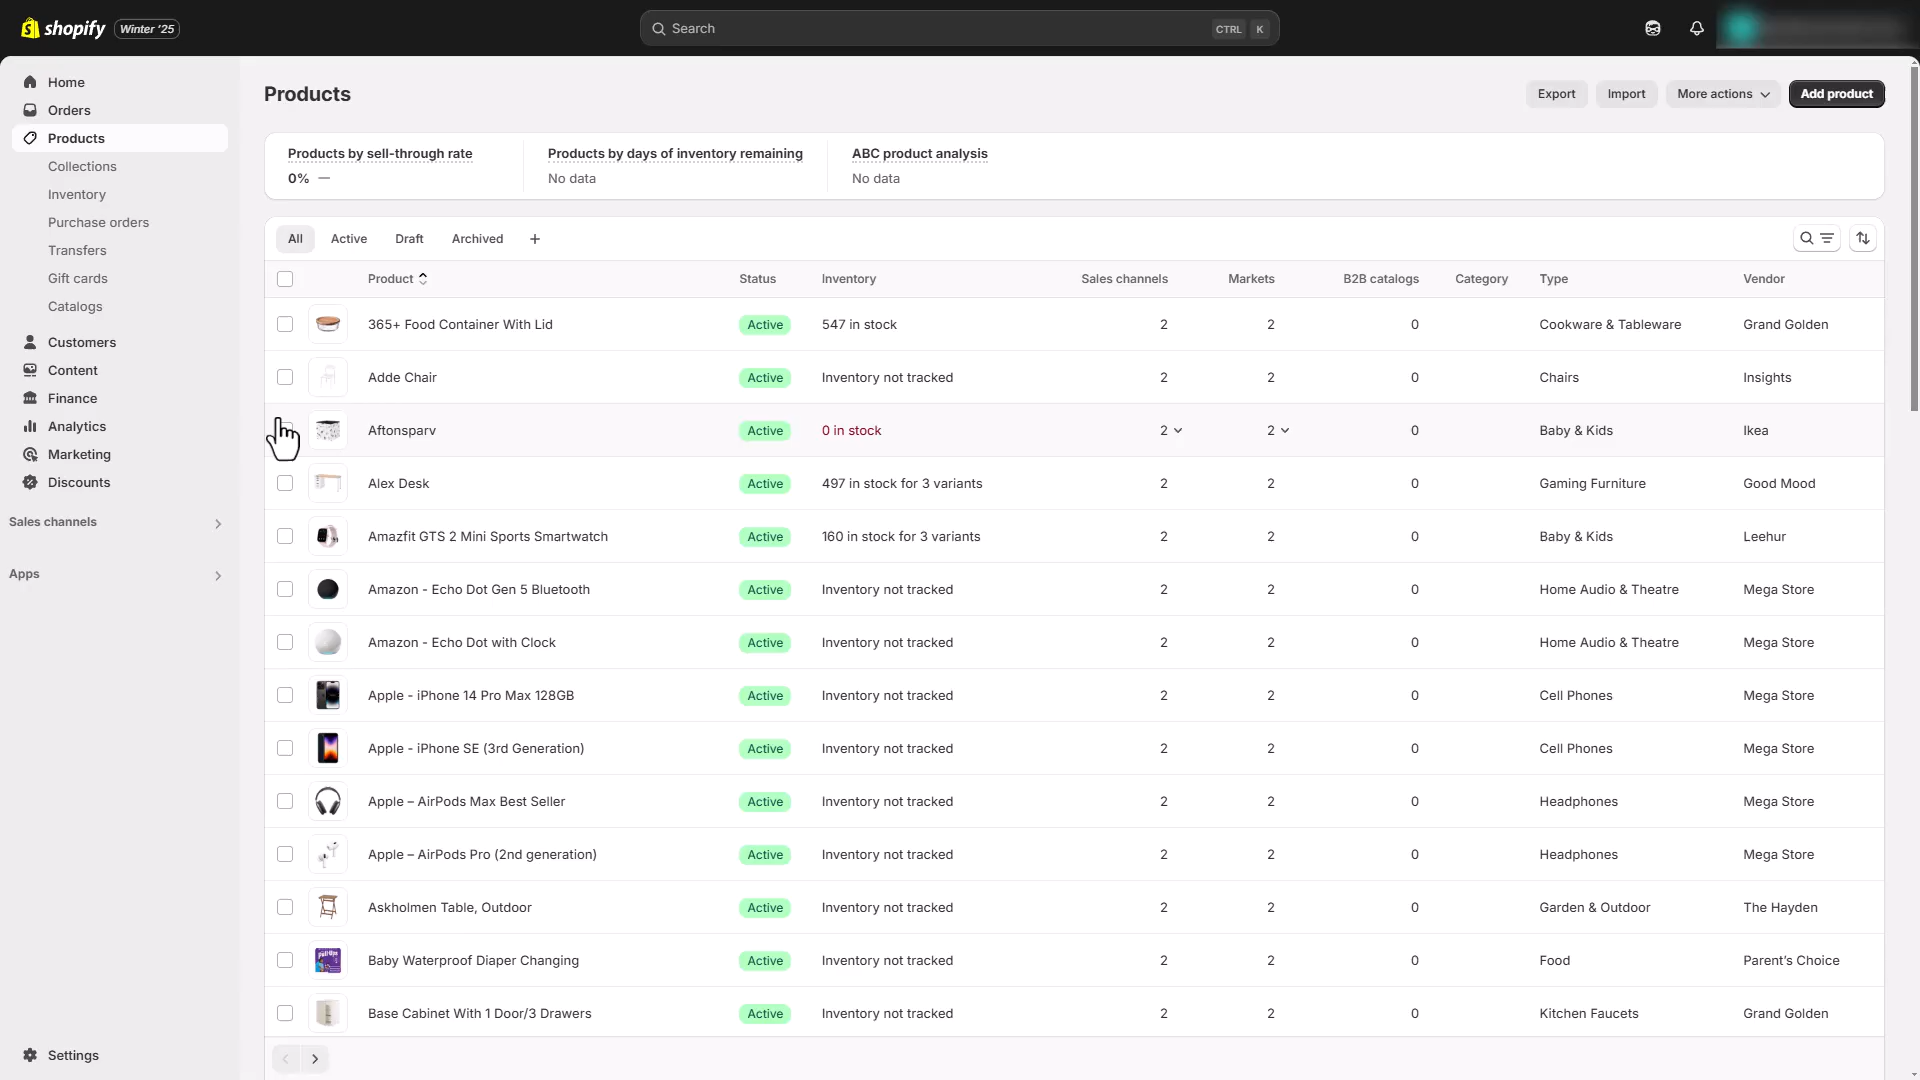 shopify Winter '25
Search CTRL K
Home
Orders
Products
Collections
Inventory
Purchase orders
Transfers
Gift cards
Catalogs
Customers
Content
Finance
Analytics
Marketing
Discounts
Sales channels
Apps
Settings
Products
Export Import More actions Add product
Products by sell-through rate Products by days of inventory remaining ABC product analysis
0% — No data No data
All Active Draft Archived +
Product Status Inventory Sales channels Markets B2B catalogs Category Type Vendor
365+ Food Container With Lid Active 547 in stock 2 2 0 Cookware & Tableware Grand Golden
Adde Chair Active Inventory not tracked 2 2 0 Chairs Insights
Aftonsparv Active 0 in stock 2 2 0 Baby & Kids Ikea
Alex Desk Active 497 in stock for 3 variants 2 2 0 Gaming Furniture Good Mood
Amazfit GTS 2 Mini Sports Smartwatch Active 160 in stock for 3 variants 2 2 0 Baby & Kids Leehur
Amazon - Echo Dot Gen 5 Bluetooth Active Inventory not tracked 2 2 0 Home Audio & Theatre Mega Store
Amazon - Echo Dot with Clock Active Inventory not tracked 2 2 0 Home Audio & Theatre Mega Store
Apple - iPhone 14 Pro Max 128GB Active Inventory not tracked 2 2 0 Cell Phones Mega Store
Apple - iPhone SE (3rd Generation) Active Inventory not tracked 2 2 0 Cell Phones Mega Store
Apple – AirPods Max Best Seller Active Inventory not tracked 2 2 0 Headphones Mega Store
Apple – AirPods Pro (2nd generation) Active Inventory not tracked 2 2 0 Headphones Mega Store
Askholmen Table, Outdoor Active Inventory not tracked 2 2 0 Garden & Outdoor The Hayden
Baby Waterproof Diaper Changing Active Inventory not tracked 2 2 0 Food Parent's Choice
Base Cabinet With 1 Door/3 Drawers Active Inventory not tracked 2 2 0 Kitchen Faucets Grand Golden